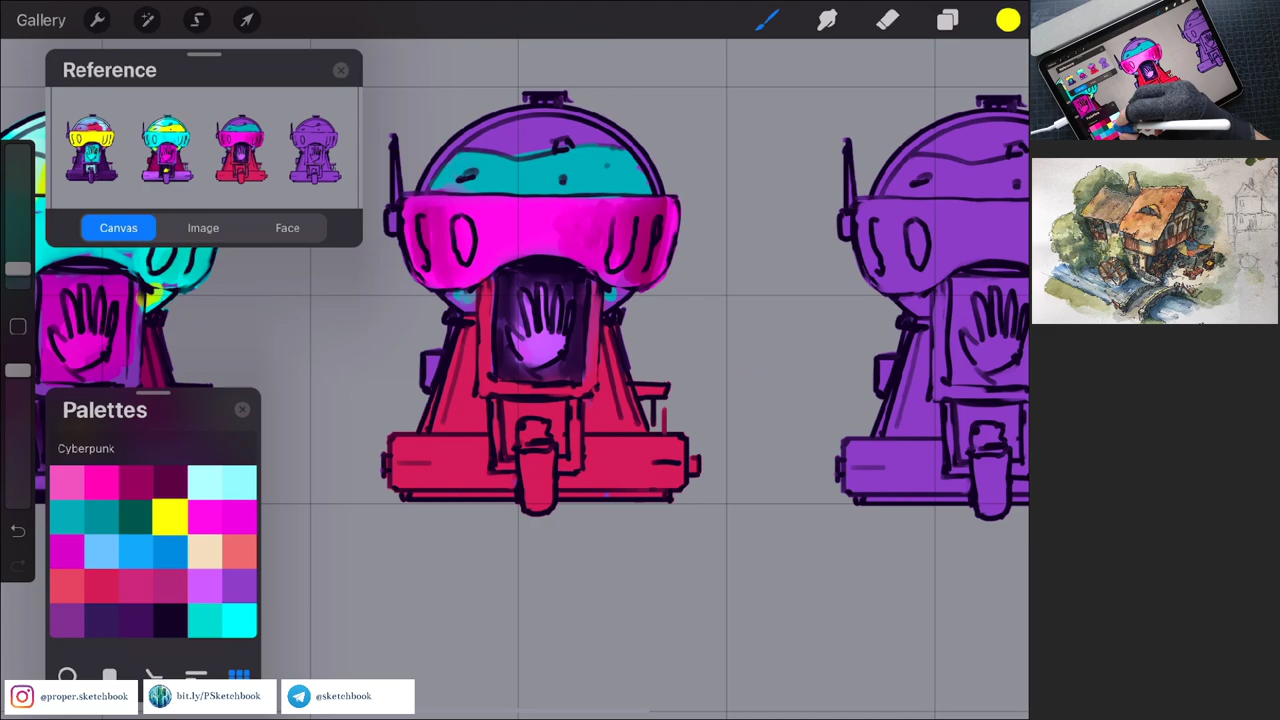 Gallery
Reference
Canvas
Image
Face
Palettes
Cyberpunk
@proper.sketchbook
bit.ly/PSketchbook
@sketchbook